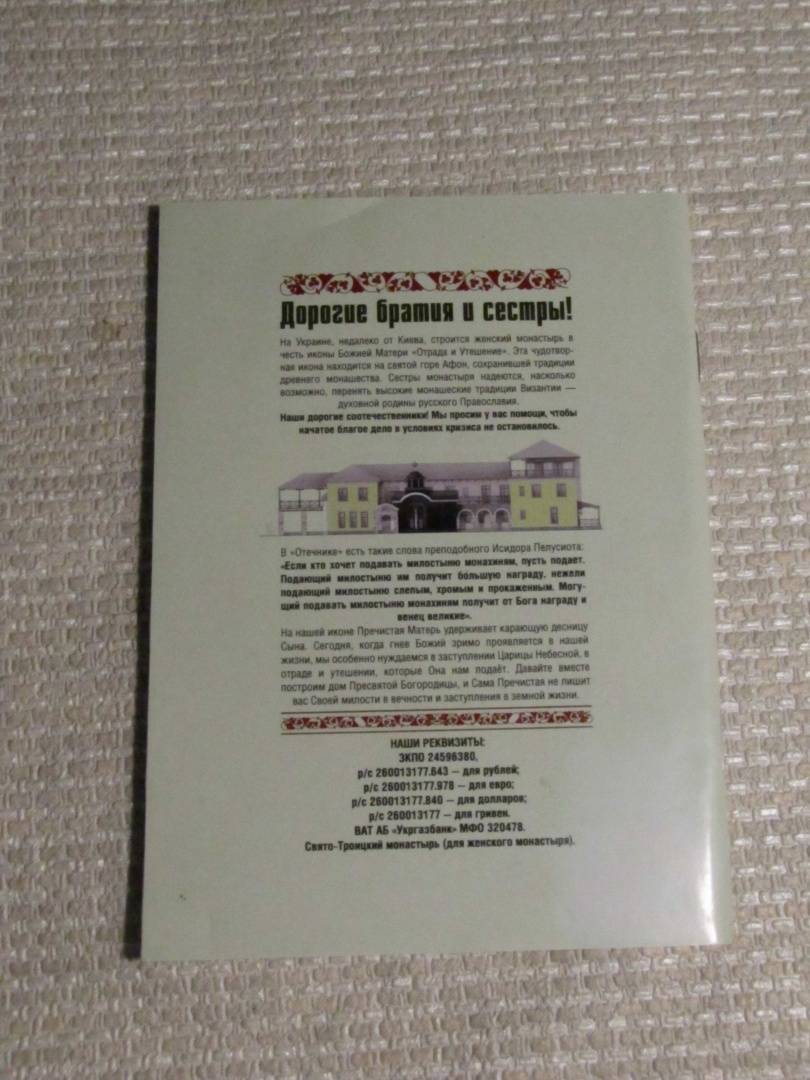 Дорогие братия и сестры!
На Украине, недалеко от Киева, строится женский монастырь в
честь иконы Божией Матери «Отрада и Утешение». Эта чудотвор-
ная икона находится на святой горе Афон, сохранившей традиции
древнего монашества. Сестры монастыря надеются, насколько
возможно, перенять высокие монашеские традиции Византии —
духовной родины русского Православия.
Наши дорогие соотечественники! Мы просим у вас помощи, чтобы
начатое благое дело в условиях кризиса не остановилось.
В «Отечнике» есть такие слова преподобного Исидора Пелусиота:
«Если кто хочет подавать милостыню монахиням, пусть подает.
Подающий милостыню им получит бóльшую награду, нежели
подающий милостыню слепым, хромым и прокаженным. Могу-
щий подавать милостыню монахиням получит от Бога награду и
венец великие».
На нашей иконе Пречистая Матерь удерживает карающую десницу
Сына. Сегодня, когда гнев Божий зримо проявляется в нашей
жизни, мы особенно нуждаемся в заступлении Царицы Небесной, в
отраде и утешении, которые Она нам подаёт. Давайте вместе
построим дом Пресвятой Богородицы, и Сама Пречистая не лишит
вас Своей милости в вечности и заступления в земной жизни.
НАШИ РЕКВИЗИТЫ:
ЗКПО 24596380,
р/с 260013177.643 — для рублей;
р/с 260013177.978 — для евро;
р/с 260013177.840 — для долларов;
р/с 260013177 — для гривен.
ВАТ АБ «Укргазбанк» МФО 320478.
Свято-Троицкий монастырь (для женского монастыря).